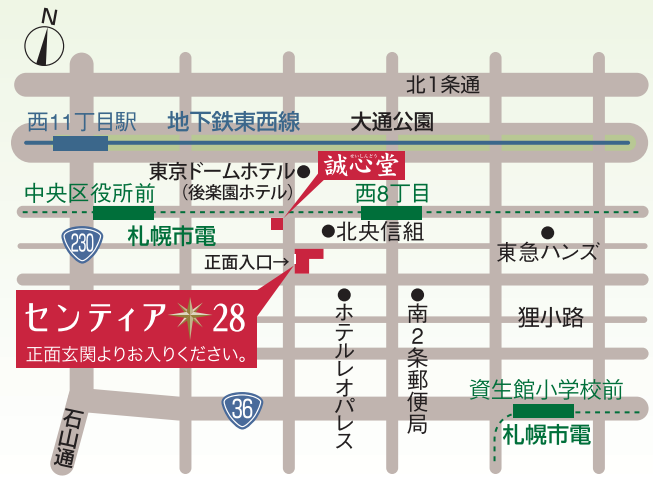 N
北1条通
西11丁目駅
地下鉄東西線
大通公園
東京ドームホテル
(後楽園ホテル)
せいしんどう
誠心堂
中央区役所前
西8丁目
札幌市電
230
北央信組
東急ハンズ
正面入口→
センティア 28
正面玄関よりお入りください。
ホテルレオパレス
南2条郵便局
狸小路
資生館小学校前
36
石山通
札幌市電